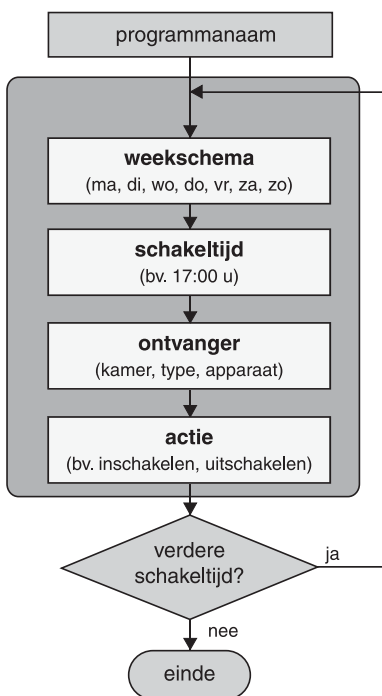 programmanaam
weekschema
(ma, di, wo, do, vr, za, zo)
schakeltijd
(bv. 17:00 u)
ontvanger
(kamer, type, apparaat)
actie
(bv. inschakelen, uitschakelen)
verdere
schakeltijd?
ja
nee
einde